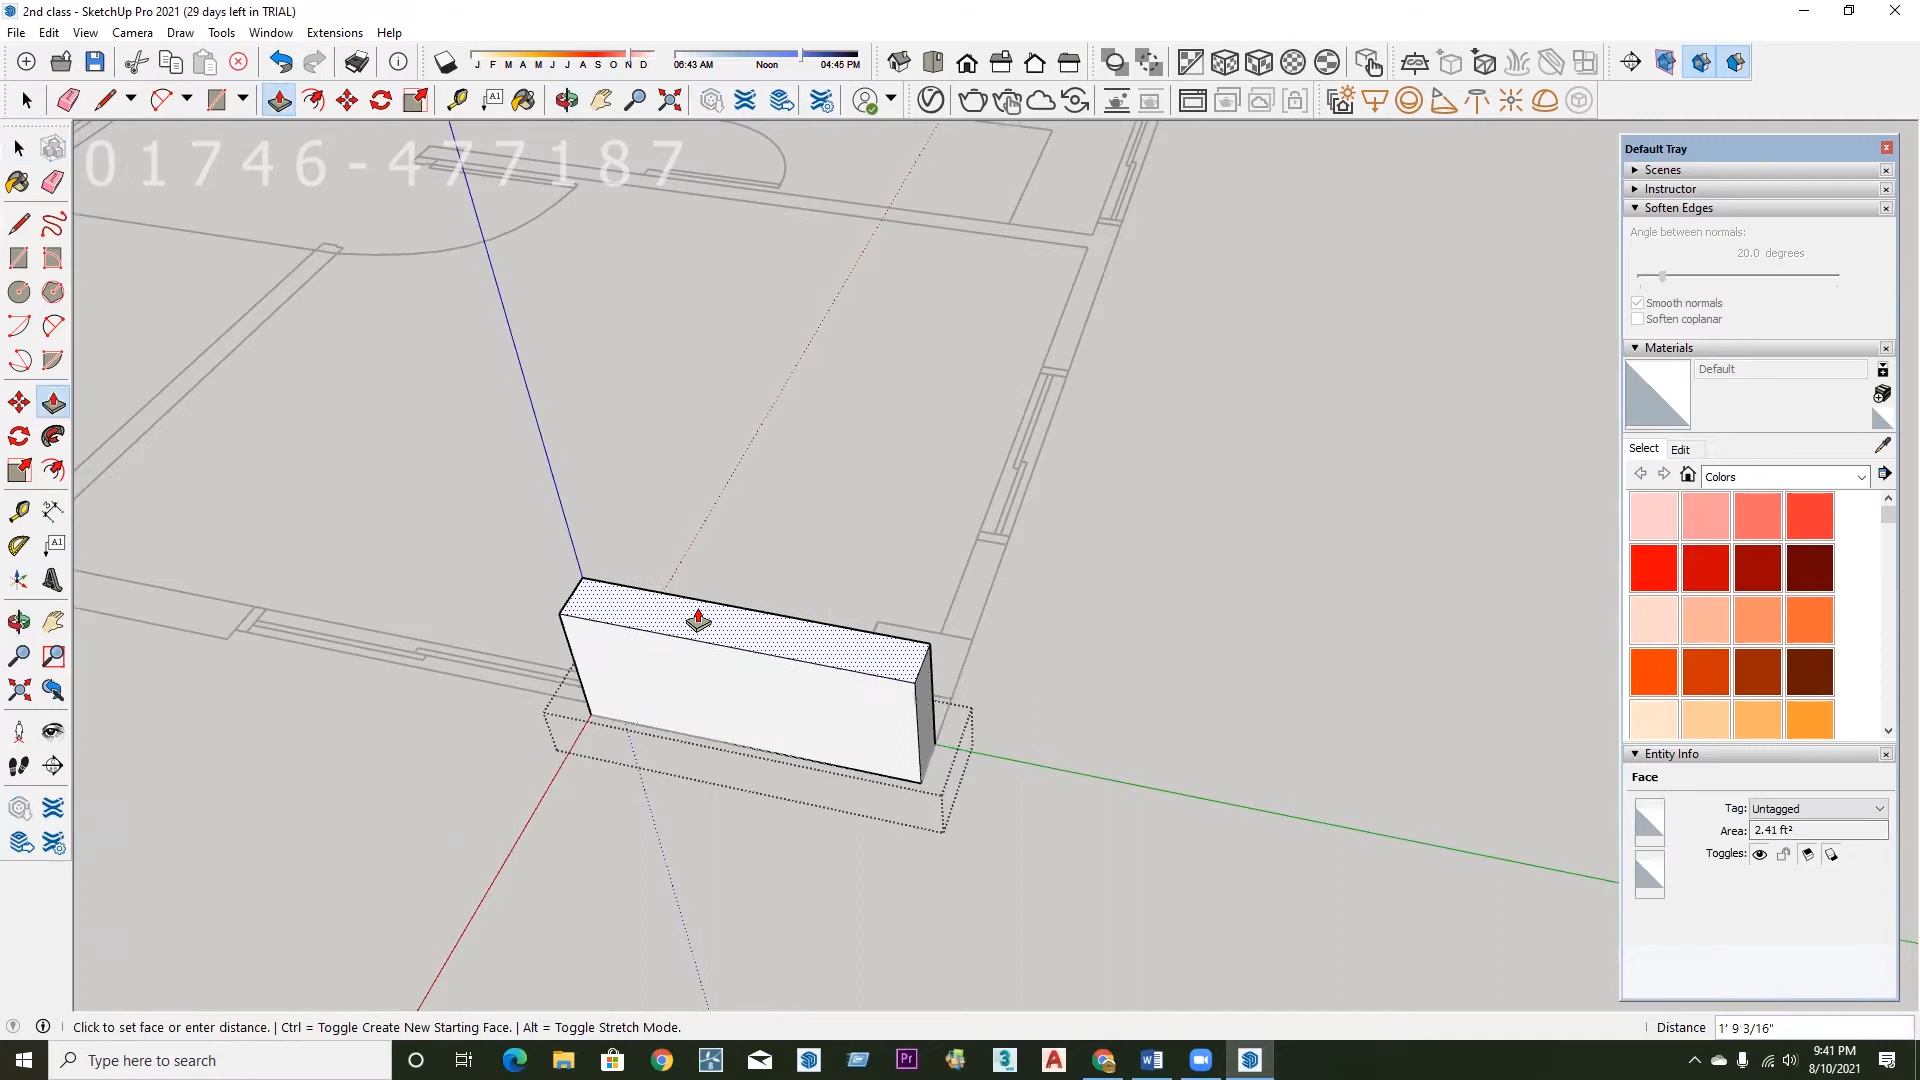 2nd class - SketchUp Pro 2021 (29 days left in TRIAL)
File Edit View Camera Draw Tools Window Extensions Help
J F M A M J J A S O N D 06:43 AM Noon 04:45 PM
A1
01746-477187
Default Tray
Scenes
Instructor
Soften Edges
Angle between normals:
20.0 degrees
Smooth normals
Soften coplanar
Materials
Default
Select Edit
Colors
A1
Entity Info
Face
Tag: Untagged
Area: 2.41 ft²
Toggles:
Click to set face or enter distance. | Ctrl = Toggle Create New Starting Face. | Alt = Toggle Stretch Mode.
Distance 1' 9 3/16"
Type here to search
Pr 3 A W
9:41 PM
8/10/2021